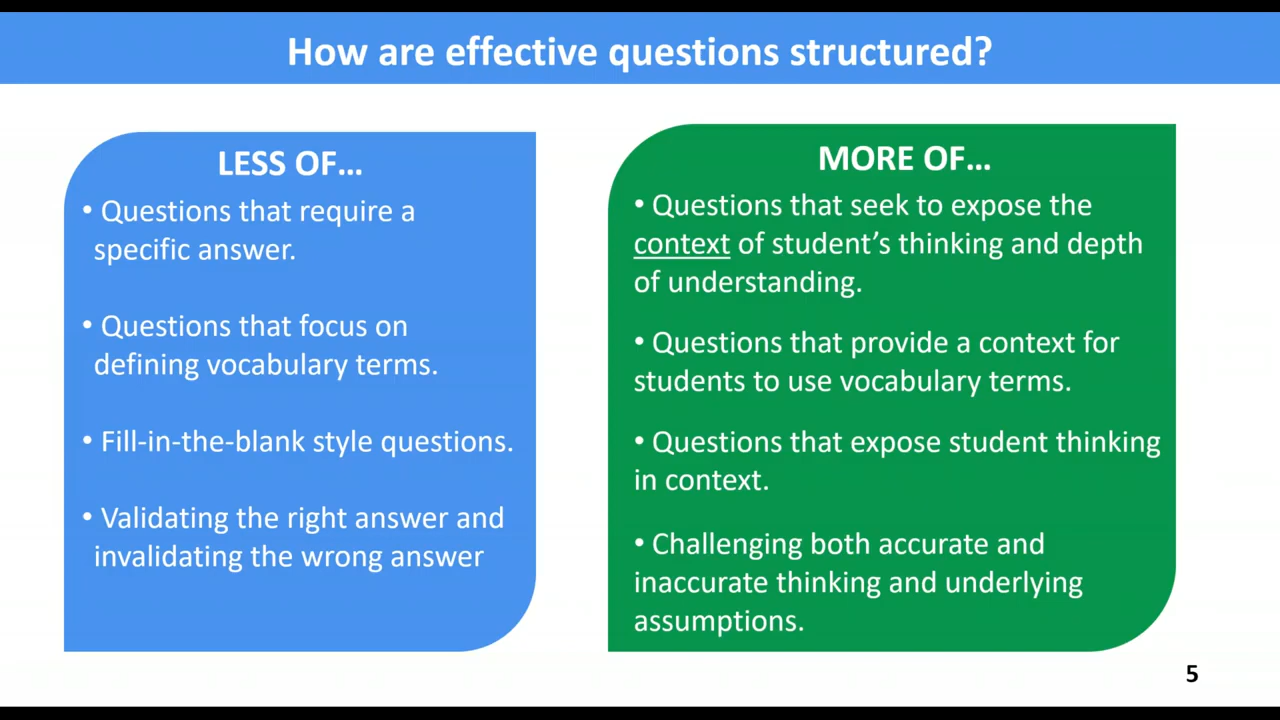 How are effective questions structured?
LESS OF...
• Questions that require a
specific answer.
• Questions that focus on
defining vocabulary terms.
• Fill-in-the-blank style questions.
• Validating the right answer and
invalidating the wrong answer
MORE OF...
• Questions that seek to expose the
context of student’s thinking and depth
of understanding.
• Questions that provide a context for
students to use vocabulary terms.
• Questions that expose student thinking
in context.
• Challenging both accurate and
inaccurate thinking and underlying
assumptions.
5